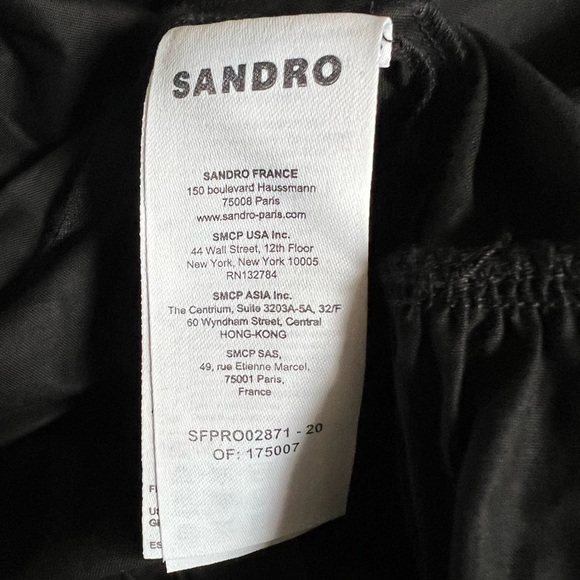 SANDRO
SANDRO FRANCE
150 boulevard Haussmann
75008 Paris
www.sandro-paris.com
SMCP USA Inc.
44 Wall Street, 12th Floor
New York, New York 10005
RN132784
SMCP ASIA Inc.
The Centrium, Suite 3203A-5A, 32/F
60 Wyndham Street, Central
HONG-KONG
SMCP SAS,
49, rue Etienne Marcel,
75001 Paris,
France
SFPRO02871 - 20
OF: 175007
ES